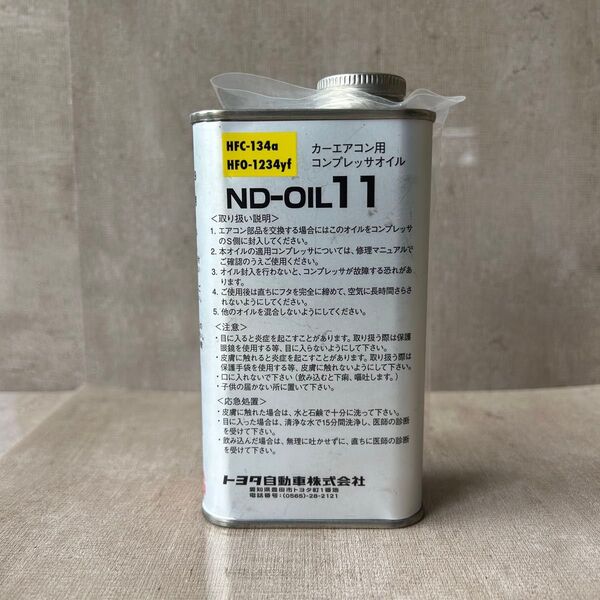 HFC-134a
HFO-1234yf
カーエアコン用
コンプレッサオイル
ND-OIL 11
<取り扱い説明>
1. エアコン部品を交換する場合にはこのオイルをコンプレッサ
のS側に封入してください。
2. 本オイルの適用コンプレッサについては、修理マニュアルで
ご確認のうえご使用ください。
3. オイル封入を行わないと、コンプレッサが故障する恐れがあ
ります。
4. ご使用後は直ちにフタを完全に締めて、空気に長時間さらさ
れないようにしてください。
5. 他のオイルを混合しないようにしてください。
<注意>
・目に入ると炎症を起こすことがあります。取り扱う際は保護
眼鏡を使用する等、目に入らないようにして下さい。
・皮膚に触れると炎症を起こすことがあります。取り扱う際は
保護手袋を使用する等、皮膚に触れないようにして下さい。
・口に入れないで下さい(飲み込むと下痢、嘔吐します。)
・子供の届かない所に置いて下さい。
<応急処置>
・皮膚に触れた場合は、水と石鹸で十分に洗って下さい。
・目に入った場合は、清浄な水で15分間洗浄し、医師の診断
を受けて下さい。
・飲み込んだ場合は、無理に吐かせずに、直ちに医師の診断
を受けて下さい。
トヨタ自動車株式会社
愛知県豊田市トヨタ町1番地
電話番号:(0565)-28-2121